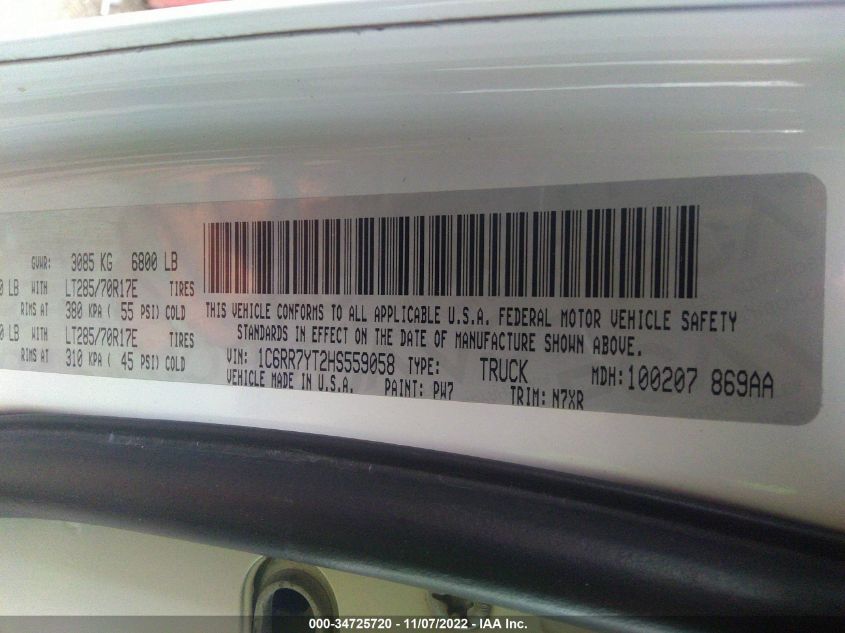 GVWR: 3085 KG 6800 LB
0 LB WITH LT285/70R17E TIRES
RIMS AT 380 KPA ( 55 PSI) COLD
0 LB WITH LT285/70R17E TIRES
RIMS AT 310 KPA ( 45 PSI) COLD
THIS VEHICLE CONFORMS TO ALL APPLICABLE U.S.A. FEDERAL MOTOR VEHICLE SAFETY
STANDARDS IN EFFECT ON THE DATE OF MANUFACTURE SHOWN ABOVE.
VIN: 1C6RR7YT2HS559058 TYPE: TRUCK MDH: 100207 869AA
VEHICLE MADE IN U.S.A. PAINT: PW7 TRIM: N7XR
000-34725720 - 11/07/2022 - IAA Inc.